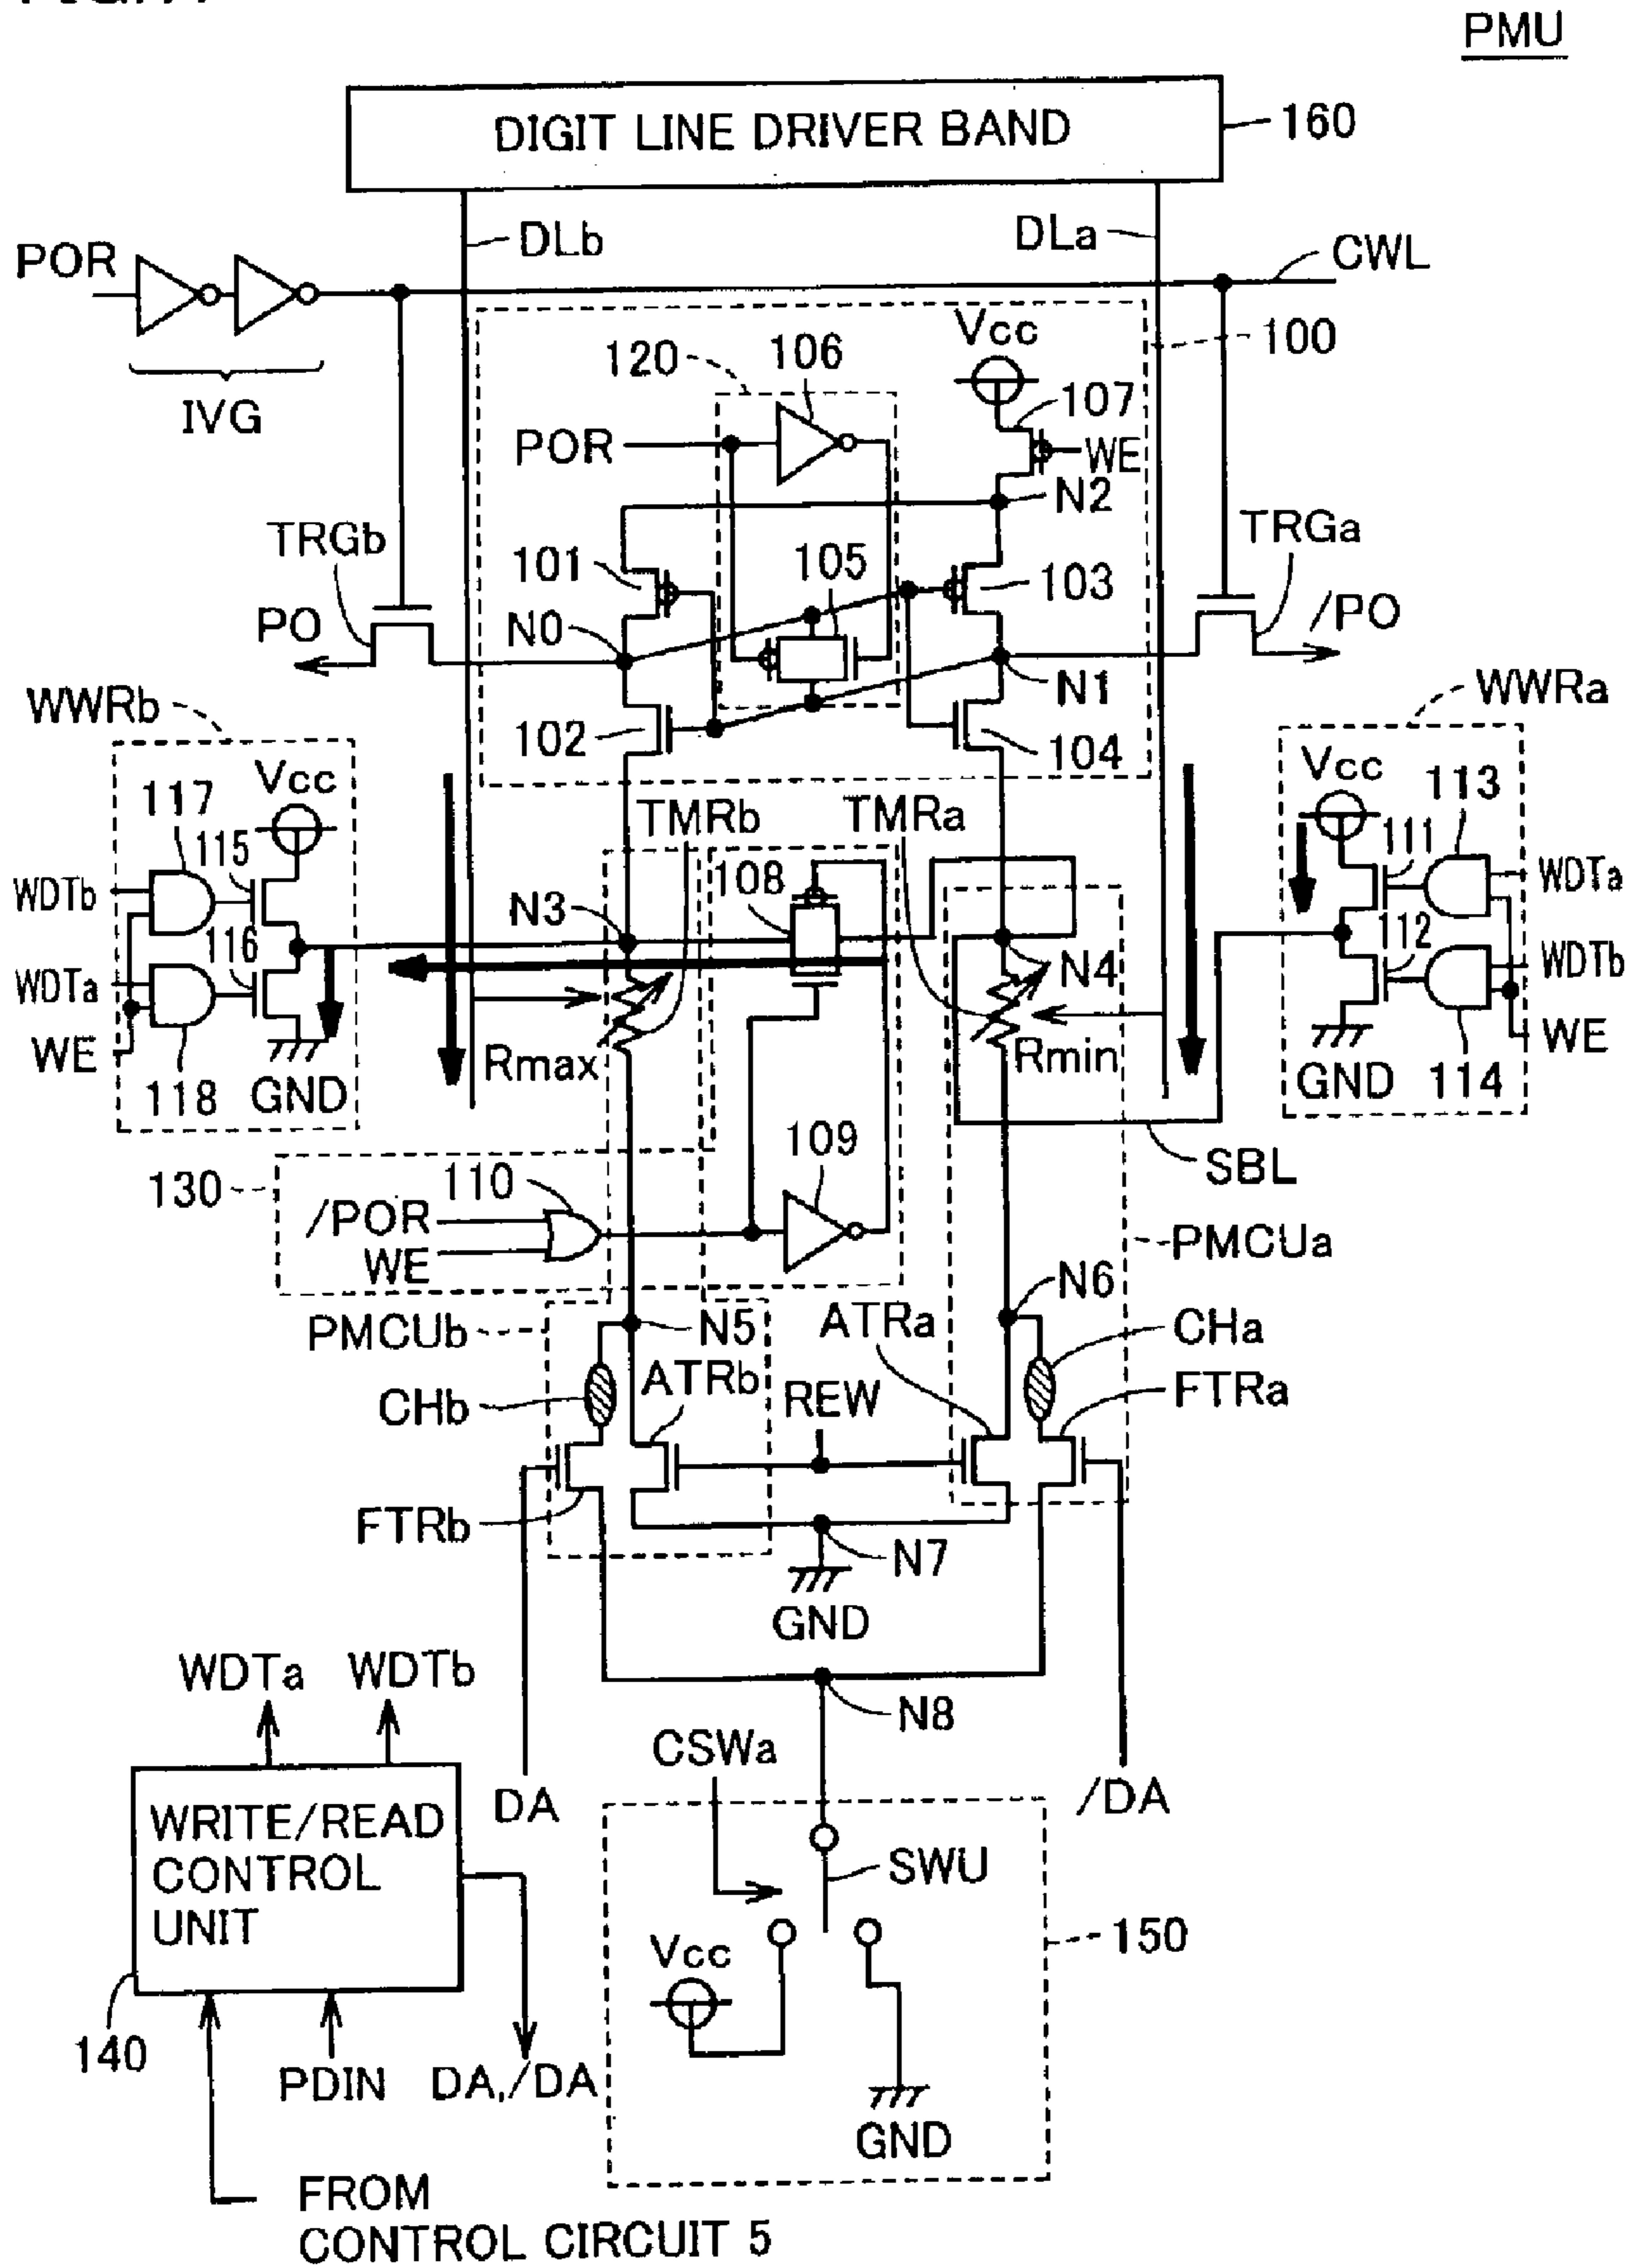 PMU
DIGIT LINE DRIVER BAND
160
DLb
DLa
POR
CWL
IVG
Vcc
100
120
106
107
POR
WE
N2
TRGb
TRGa
101
105
103
PO
N0
/PO
N1
WWRb
WWRa
102
104
Vcc
Vcc
117
TMRb
TMRa
113
115
111
108
WDTb
WDTa
N3
116
112
N4
WDTa
WDTb
WE
Rmax
Rmin
WE
118
GND
GND
114
109
SBL
130
110
/POR
WE
PMCUa
N6
PMCUb
N5
ATRa
CHa
ATRb
CHb
REW
FTRa
FTRb
N7
GND
WDTa
WDTb
N8
CSWa
DA
/DA
WRITE/READ
CONTROL
UNIT
SWU
Vcc
150
140
PDIN
DA,/DA
GND
FROM
CONTROL CIRCUIT 5